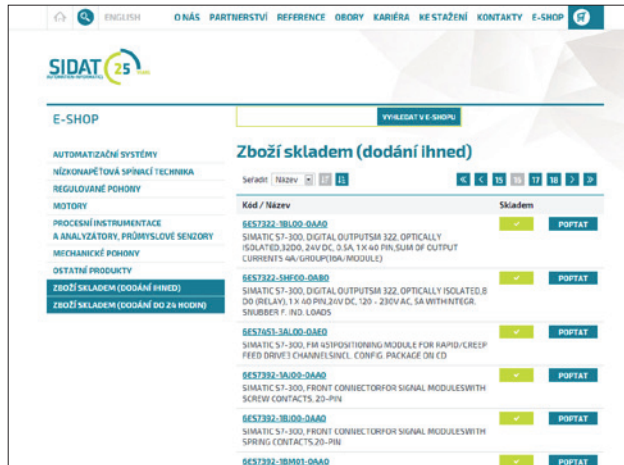 ENGLISH
O NÁS PARTNERSTVÍ REFERENCE OBORY KARIÉRA KE STAŽENÍ KONTAKTY E-SHOP
SIDAT 25
E-SHOP
VYHLEDAT V E-SHOPU
AUTOMATIZAČNÍ SYSTÉMY
NÍZKONAPĚŤOVÁ SPÍNACÍ TECHNIKA
REGULOVANÉ POHONY
MOTORY
PROCESNÍ INSTRUMENTACE
A ANALYZÁTORY, PRŮMYSLOVÉ SENZORY
MECHANICKÉ POHONY
OSTATNÍ PRODUKTY
ZBOŽÍ SKLADEM (DODÁNÍ IHNED)
ZBOŽÍ SKLADEM (DODÁNÍ DO 24 HODIN)
Zboží skladem (dodání ihned)
Seřadit Název
15 16 17 18
Kód / Název Skladem
6ES7322-1BL00-0AA0 POPTAT
SIMATIC S7-300, DIGITAL OUTPUTSM 322, OPTICALLY
ISOLATED,32DO, 24V DC, 0.5A, 1 X 40 PIN,SUM OF OUTPUT
CURRENTS 4A/GROUP(16A/MODULE)
6ES7322-5HF00-0AB0 POPTAT
SIMATIC S7-300, DIGITAL OUTPUTSM 322, OPTICALLY ISOLATED,8
DO (RELAY), 1 X 40 PIN,24V DC, 120 - 230V AC, 5A WITHINTEGR.
SNUBBER F. IND. LOADS
6ES7451-3AL00-0AE0 POPTAT
SIMATIC S7-300, FM 451POSITIONING MODULE FOR RAPID/CREEP
FEED DRIVE3 CHANNELSINCL. CONFIG. PACKAGE ON CD
6ES7392-1AJ00-0AA0 POPTAT
SIMATIC S7-300, FRONT CONNECTORFOR SIGNAL MODULESWITH
SCREW CONTACTS, 20-PIN
6ES7392-1BJ00-0AA0 POPTAT
SIMATIC S7-300, FRONT CONNECTORFOR SIGNAL MODULESWITH
SPRING CONTACTS,20-PIN
6ES7392-1BM01-0AA0 POPTAT